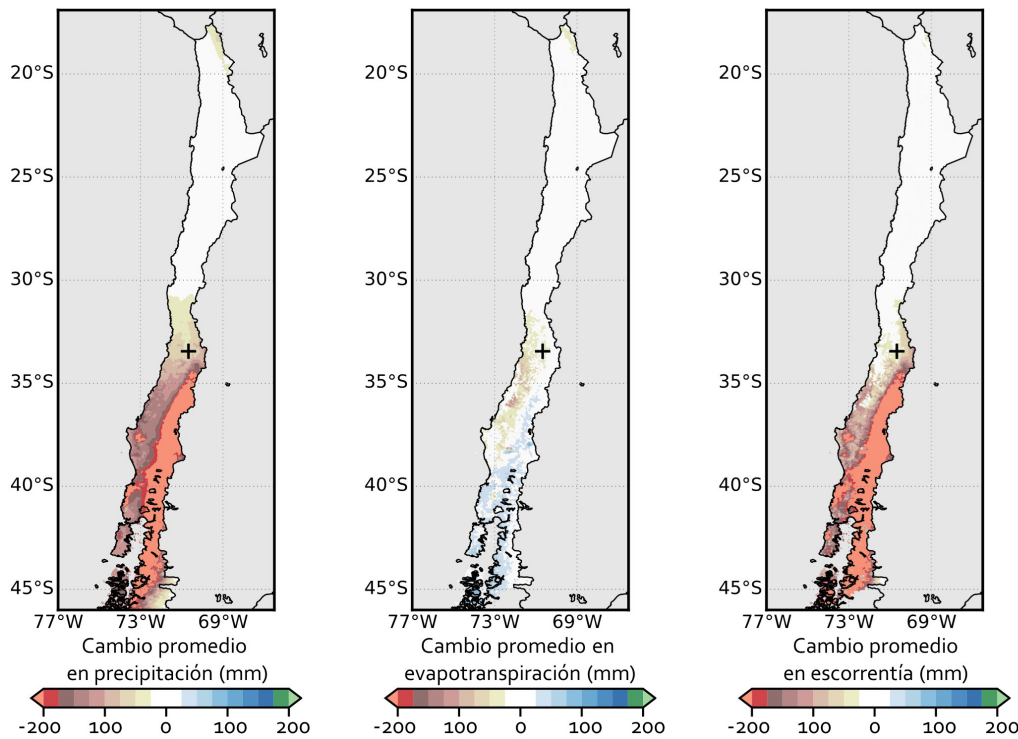 20°S
25°S
30°S
35°S
40°S
45°S
77°W 73°W 69°W
Cambio promedio
en precipitación (mm)
-200 100 0 100 200
20°S
25°S
30°S
35°S
40°S
45°S
77°W 73°W 69°W
Cambio promedio en
evapotranspiración (mm)
-200 100 0 100 200
20°S
25°S
30°S
35°S
40°S
45°S
77°W 73°W 69°W
Cambio promedio
en escorrentía (mm)
-200 100 0 100 200